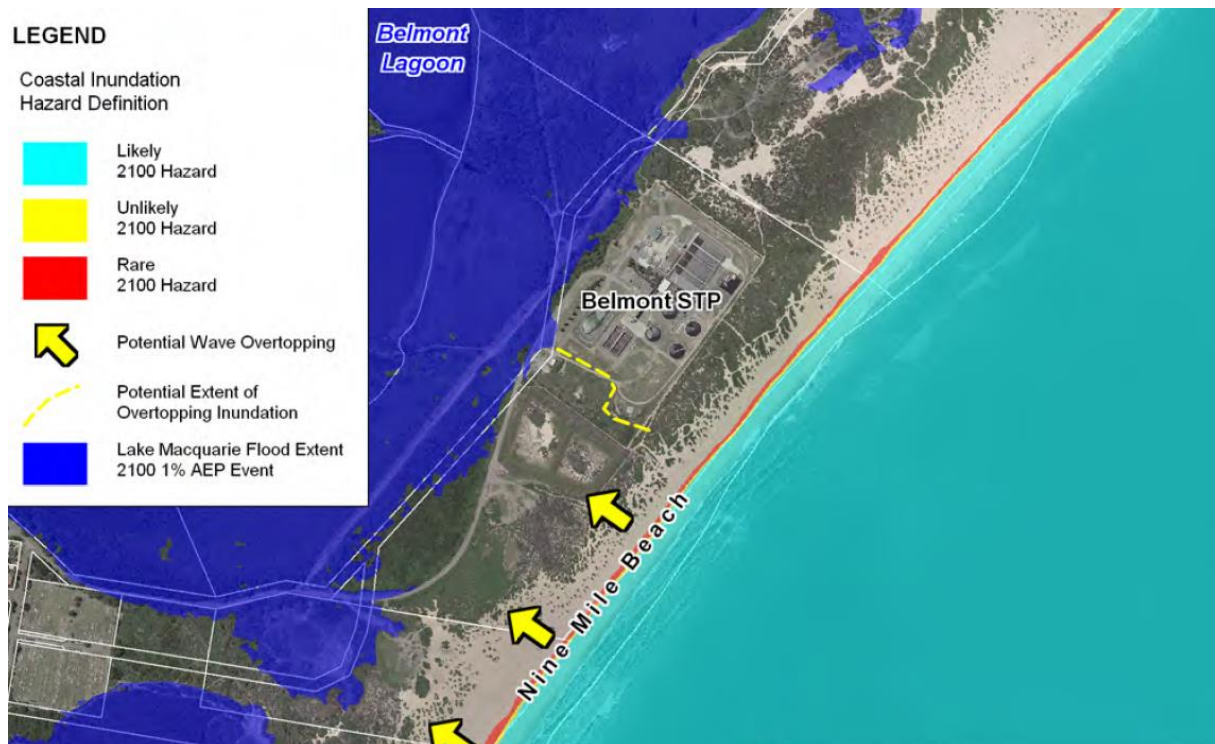 LEGEND
Coastal Inundation
Hazard Definition
Likely
2100 Hazard
Unlikely
2100 Hazard
Rare
2100 Hazard
Potential Wave Overtopping
Potential Extent of
Overtopping Inundation
Lake Macquarie Flood Extent
2100 1% AEP Event
Belmont
Lagoon
Belmont STP
Nine Mile Beach